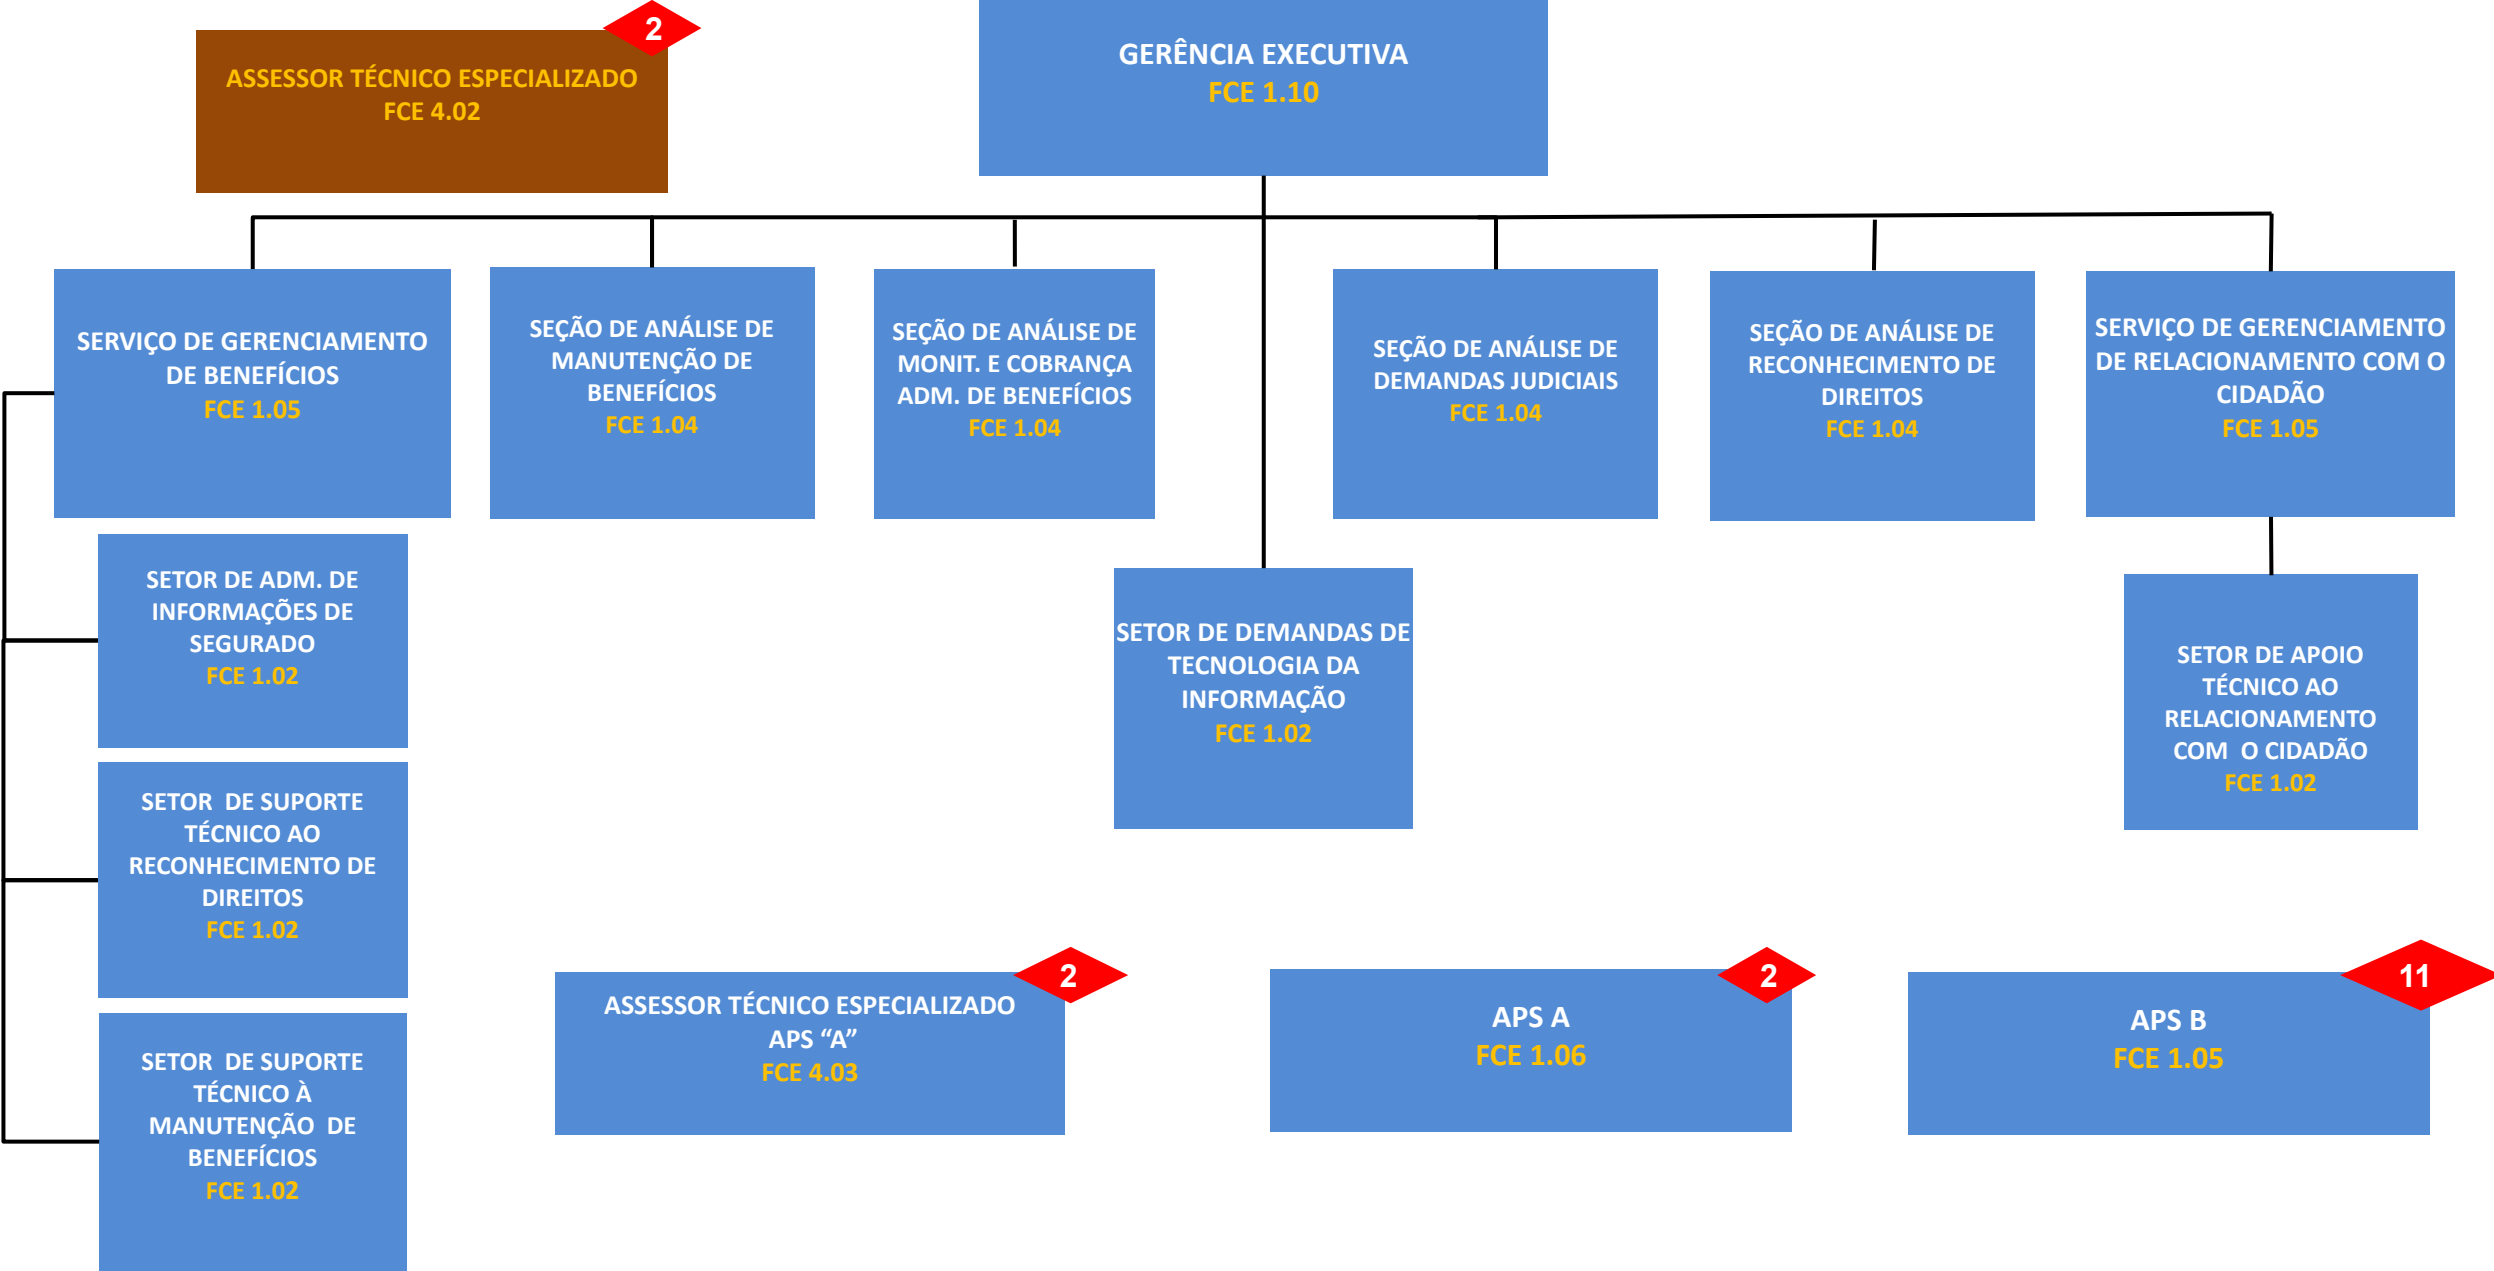 2
ASSESSOR TÉCNICO ESPECIALIZADO
FCE 4.02
GERÊNCIA EXECUTIVA
FCE 1.10
SERVIÇO DE GERENCIAMENTO
DE BENEFÍCIOS
FCE 1.05
SEÇÃO DE ANÁLISE DE
MANUTENÇÃO DE
BENEFÍCIOS
FCE 1.04
SEÇÃO DE ANÁLISE DE
MONIT. E COBRANÇA
ADM. DE BENEFÍCIOS
FCE 1.04
SEÇÃO DE ANÁLISE DE
DEMANDAS JUDICIAIS
FCE 1.04
SEÇÃO DE ANÁLISE DE
RECONHECIMENTO DE
DIREITOS
FCE 1.04
SERVIÇO DE GERENCIAMENTO
DE RELACIONAMENTO COM O
CIDADÃO
FCE 1.05
SETOR DE ADM. DE
INFORMAÇÕES DE
SEGURADO
FCE 1.02
SETOR DE DEMANDAS DE
TECNOLOGIA DA
INFORMAÇÃO
FCE 1.02
SETOR DE APOIO
TÉCNICO AO
RELACIONAMENTO
COM  O CIDADÃO
FCE 1.02
SETOR  DE SUPORTE
TÉCNICO AO
RECONHECIMENTO DE
DIREITOS
FCE 1.02
SETOR  DE SUPORTE
TÉCNICO À
MANUTENÇÃO  DE
BENEFÍCIOS
FCE 1.02
2
ASSESSOR TÉCNICO ESPECIALIZADO
APS “A”
FCE 4.03
2
APS A
FCE 1.06
11
APS B
FCE 1.05